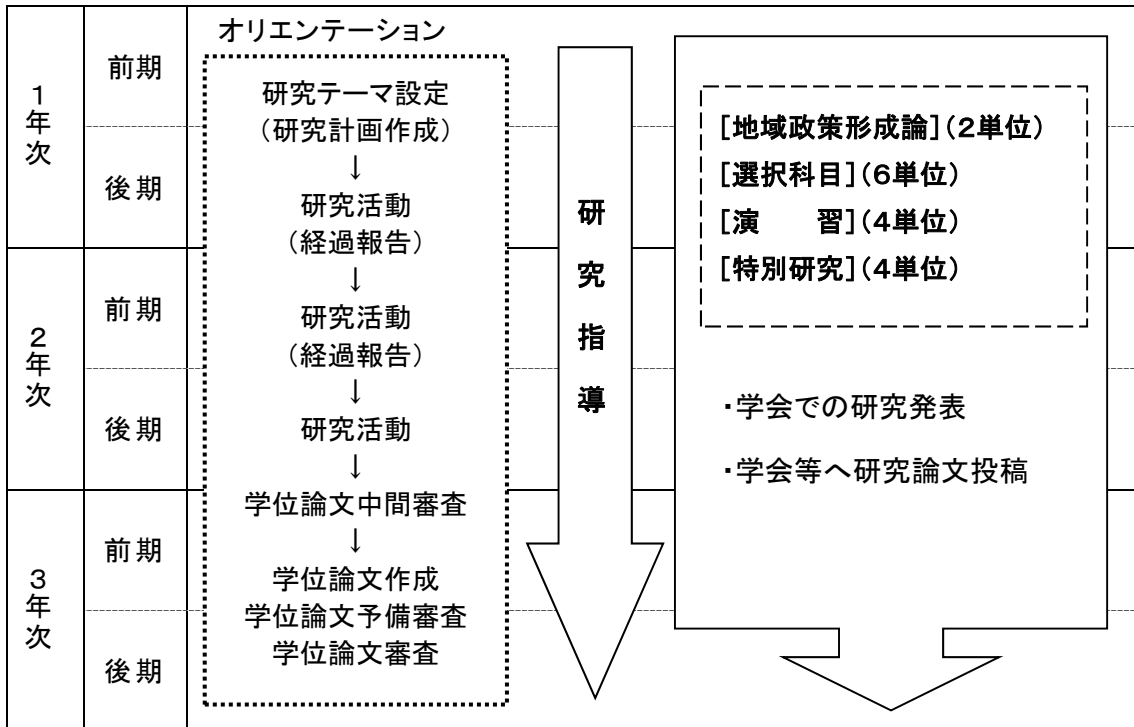 1年次
前期
後期
2年次
前期
後期
3年次
前期
後期
オリエンテーション
研究テーマ設定
（研究計画作成）
↓
研究活動
（経過報告）
↓
研究活動
（経過報告）
↓
研究活動
↓
学位論文中間審査
↓
学位論文作成
学位論文予備審査
学位論文審査
研究指導
[地域政策形成論]（2単位）
[選択科目]（6単位）
[演　　習]（4単位）
[特別研究]（4単位）
・学会での研究発表
・学会等へ研究論文投稿